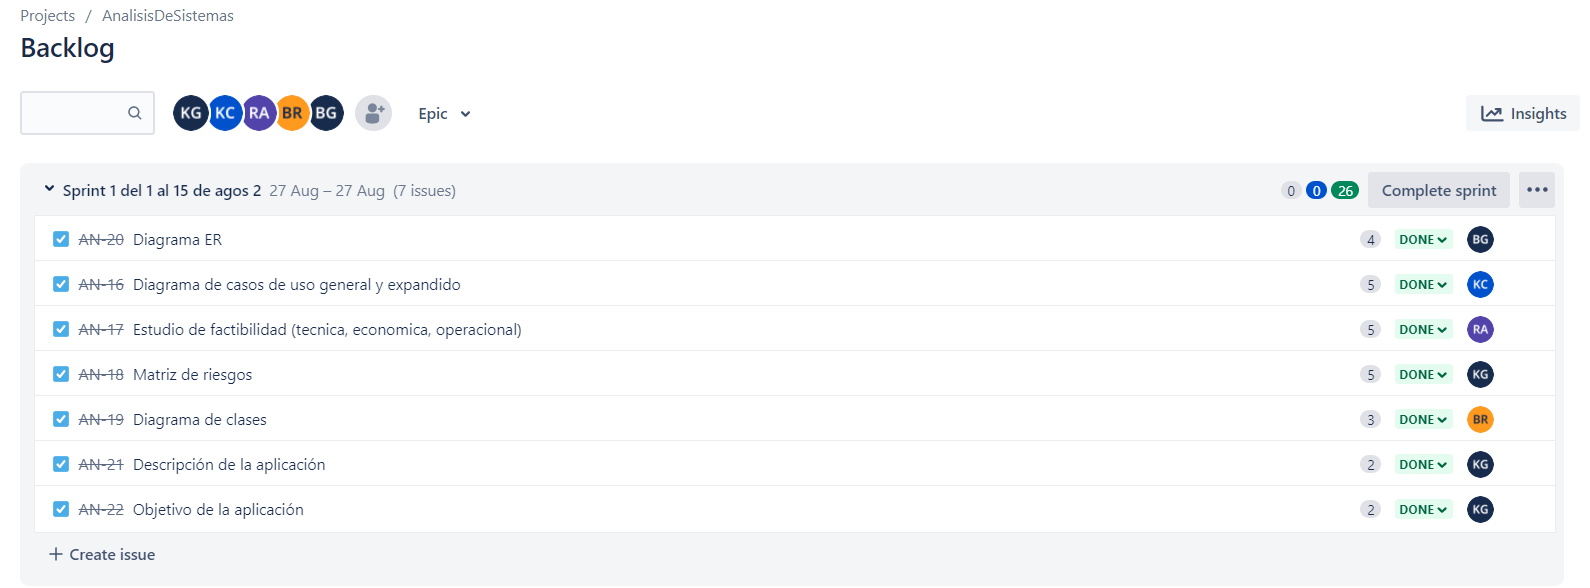 Projects / AnalisisDeSistemas
Backlog
KG KC RA BR BG Epic Insights
Sprint 1 del 1 al 15 de agos 2 27 Aug – 27 Aug (7 issues) 0 0 26 Complete sprint
AN-20 Diagrama ER 4 DONE BG
AN-16 Diagrama de casos de uso general y expandido 5 DONE KC
AN-17 Estudio de factibilidad (tecnica, economica, operacional) 5 DONE RA
AN-18 Matriz de riesgos 5 DONE KG
AN-19 Diagrama de clases 3 DONE BR
AN-21 Descripción de la aplicación 2 DONE KG
AN-22 Objetivo de la aplicación 2 DONE KG
+ Create issue